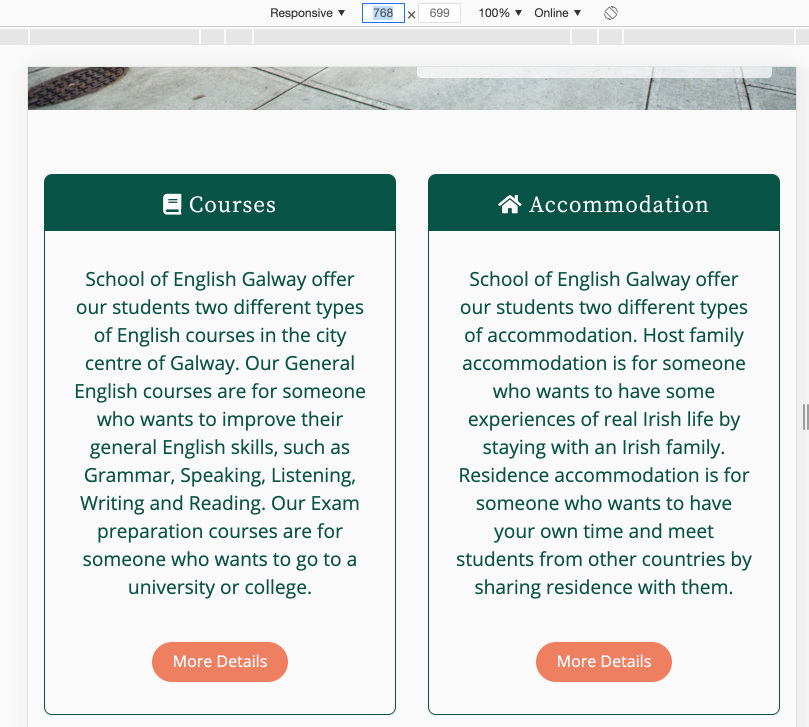 Responsive ▼ 768 × 699 100% ▼ Online ▼
Courses
School of English Galway offer
our students two different types
of English courses in the city
centre of Galway. Our General
English courses are for someone
who wants to improve their
general English skills, such as
Grammar, Speaking, Listening,
Writing and Reading. Our Exam
preparation courses are for
someone who wants to go to a
university or college.
More Details
Accommodation
School of English Galway offer
our students two different types
of accommodation. Host family
accommodation is for someone
who wants to have some
experiences of real Irish life by
staying with an Irish family.
Residence accommodation is for
someone who wants to have
your own time and meet
students from other countries by
sharing residence with them.
More Details